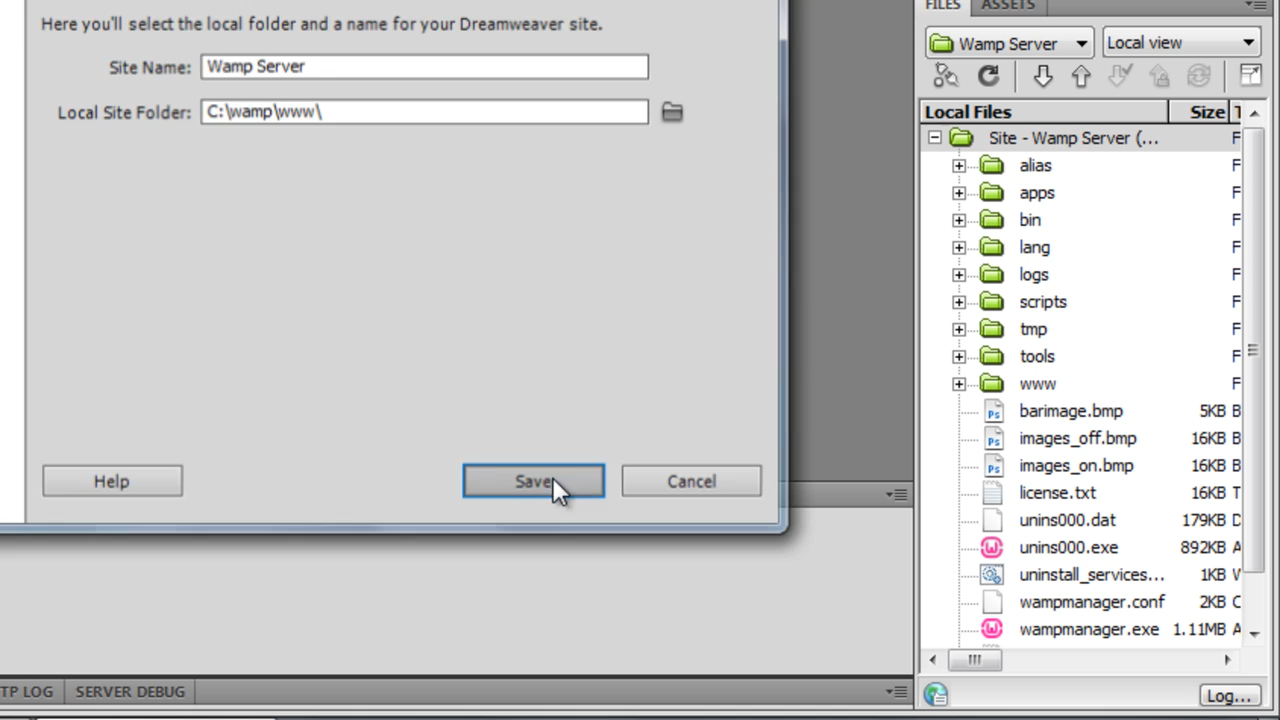 Here you'll select the local folder and a name for your Dreamweaver site.
Site Name: Wamp Server
Local Site Folder: C:\wamp\www\
Help
Save
Cancel
TP LOG
SERVER DEBUG
FILES
ASSETS
Wamp Server
Local view
Local Files Size T
Site - Wamp Server (... F
alias F
apps F
bin F
lang F
logs F
scripts F
tmp F
tools F
www F
barimage.bmp 5KB B
images_off.bmp 16KB B
images_on.bmp 16KB B
license.txt 16KB T
unins000.dat 179KB D
unins000.exe 892KB A
uninstall_services... 1KB W
wampmanager.conf 2KB C
wampmanager.exe 1.11MB A
Log...